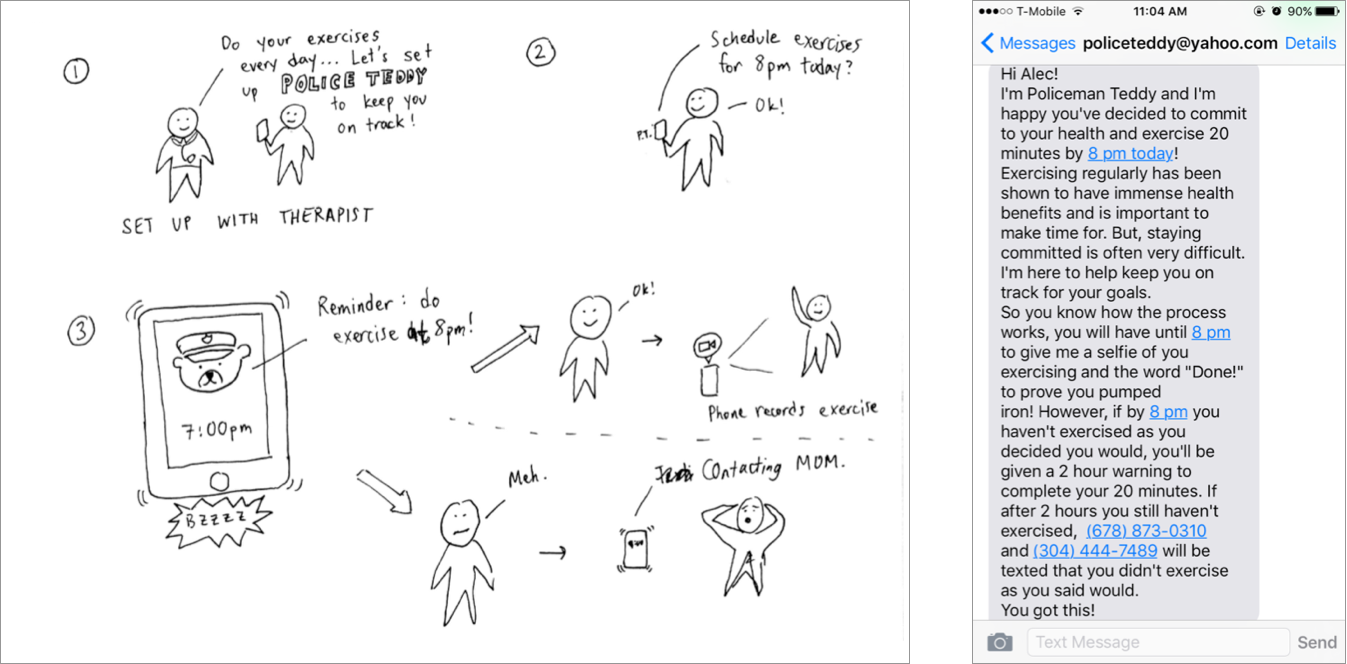 1
Do your exercises
every day... Let's set
up POLICE TEDDY
to keep you
on track!
SET UP WITH THERAPIST
2
Schedule exercises
for 8pm today?
Ok!
P.T.
3
Reminder: do
exercise at 8pm!
7:00pm
BZZZZ
Ok!
Phone records exercise
Meh.
Contacting MOM.
T-Mobile 11:04 AM 90%
Messages policeteddy@yahoo.com Details
Hi Alec!
I'm Policeman Teddy and I'm
happy you've decided to commit
to your health and exercise 20
minutes by 8 pm today!
Exercising regularly has been
shown to have immense health
benefits and is important to
make time for. But, staying
committed is often very difficult.
I'm here to help keep you on
track for your goals.
So you know how the process
works, you will have until 8 pm
to give me a selfie of you
exercising and the word "Done!"
to prove you pumped
iron! However, if by 8 pm you
haven't exercised as you
decided you would, you'll be
given a 2 hour warning to
complete your 20 minutes. If
after 2 hours you still haven't
exercised, (678) 873-0310
and (304) 444-7489 will be
texted that you didn't exercise
as you said would.
You got this!
Text Message Send